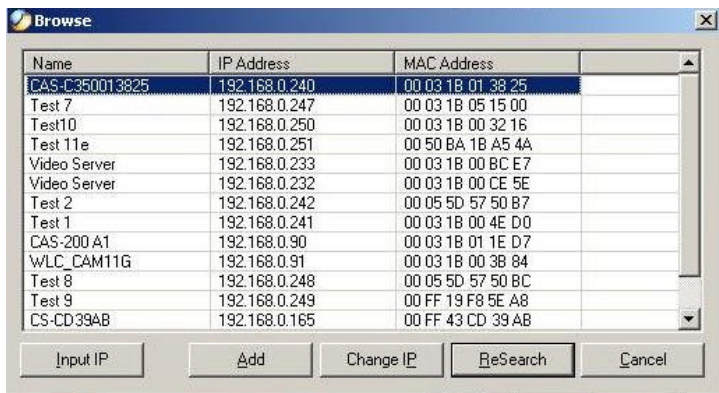 Browse
Name IP Address MAC Address
CAS-C350013825 192.168.0.240 00 03 1B 01 38 25
Test 7 192.168.0.247 00 03 1B 05 15 00
Test10 192.168.0.250 00 03 1B 00 32 16
Test 11e 192.168.0.251 00 50 BA 1B A5 4A
Video Server 192.168.0.233 00 03 1B 00 BC E7
Video Server 192.168.0.232 00 03 1B 00 CE 5E
Test 2 192.168.0.242 00 05 5D 57 50 B7
Test 1 192.168.0.241 00 03 1B 00 4E D0
CAS-200 A1 192.168.0.90 00 03 1B 01 1E D7
WLC_CAM11G 192.168.0.91 00 03 1B 00 3B 84
Test 8 192.168.0.248 00 05 5D 57 50 BC
Test 9 192.168.0.249 00 FF 19 F8 5E A8
CS-CD39AB 192.168.0.165 00 FF 43 CD 39 AB
Input IP Add Change IP ReSearch Cancel